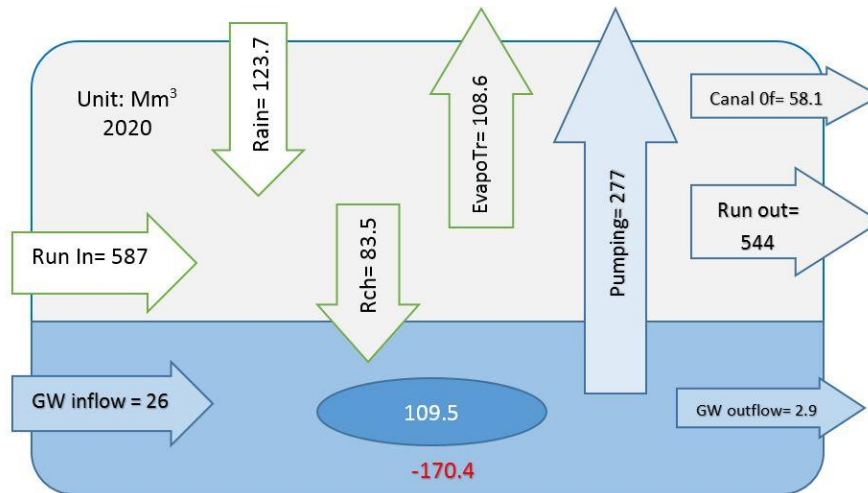 Unit: Mm³
2020
Rain= 123.7
EvapoTr= 108.6
Pumping= 277
Canal 0f= 58.1
Run In= 587
Rch= 83.5
Run out=
544
GW inflow = 26
109.5
GW outflow= 2.9
-170.4